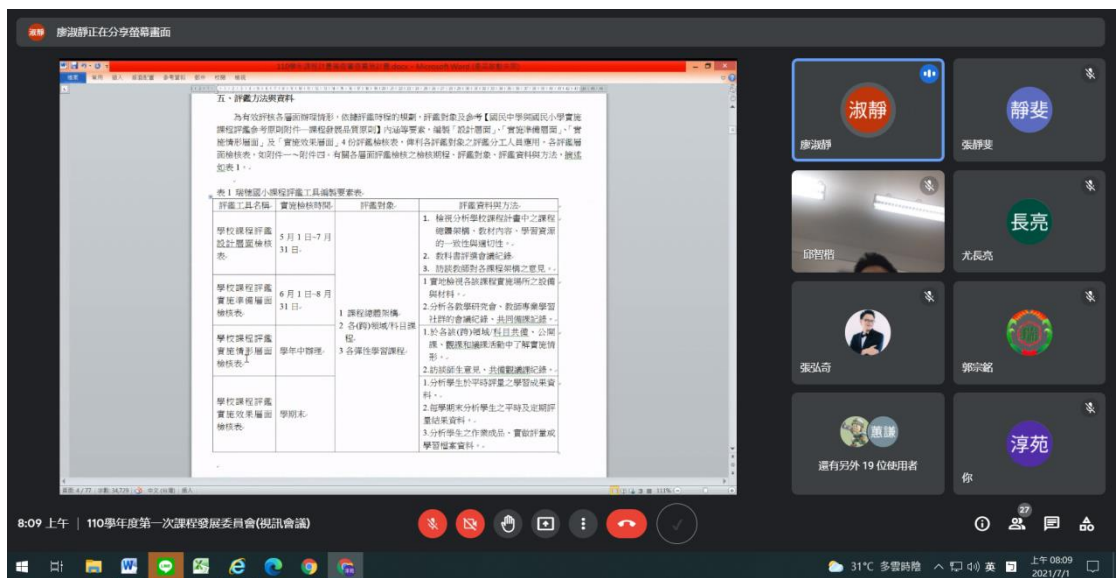 淑靜 廖淑靜正在分享螢幕畫面
檔案 常用 插入 版面配置 參考資料 郵件 校閱 檢視
五、評鑑方法與資料
為有效評核各層面辦理情形,依據評鑑時程的規劃,評鑑對象及參考【國民中學與國民小學實施
課程評鑑參考原則附件一課程發展品質原則】內涵等要素,編製「設計層面」、「實施準備層面」、「實
施情形層面」及「實施效果層面」4 份評鑑檢核表,俾利各評鑑對象之評鑑分工人員應用,各評鑑層
面檢核表,如附件一~附件四。有關各層面評鑑檢核之檢核期程、評鑑對象、評鑑資料與方法,敘述
如表 1。
表 1 瑞穗國小課程評鑑工具編製要素表
評鑑工具名稱 實施檢核時間 評鑑對象 評鑑資料與方法
學校課程評鑑
設計層面檢核
表
5 月 1 日~7 月
31 日
1. 檢視分析學校課程計畫中之課程
總體架構、教材內容、學習資源
的一致性與適切性。
2. 教科書評選會議紀錄
3. 訪談教師對各課程架構之意見。
學校課程評鑑
實施準備層面
檢核表
6 月 1 日~8 月
31 日
1 課程總體架構
2 各(跨)領域/科目課
程
3 各彈性學習課程
1 實地檢視各該課程實施場所之設備
與材料。
2.分析各教學研究會、教師專業學習
社群的會議紀錄、共同備課記錄。
學校課程評鑑
實施情形層面
檢核表
學年中辦理
1.於各該(跨)領域/科目共備、公開
課、觀課和議課活動中了解實施情
形。
2.訪談師生意見、共備觀議課紀錄。
學校課程評鑑
實施效果層面
檢核表
學期末
1.分析學生於平時評量之學習成果資
料。
2.每學期末分析學生之平時及定期評
量結果資料。
3.分析學生之作業成品、實做評量或
學習檔案資料。
111%
淑靜
廖淑靜
靜斐
張靜斐
邱智楷
長亮
尤長亮
張弘奇
郭宗銘
蕙謙
還有另外 19 位使用者
淳苑
你
8:09 上午 | 110學年度第一次課程發展委員會(視訊會議)
27
31°C 多雲時陰 英 上午 08:09
2021/7/1